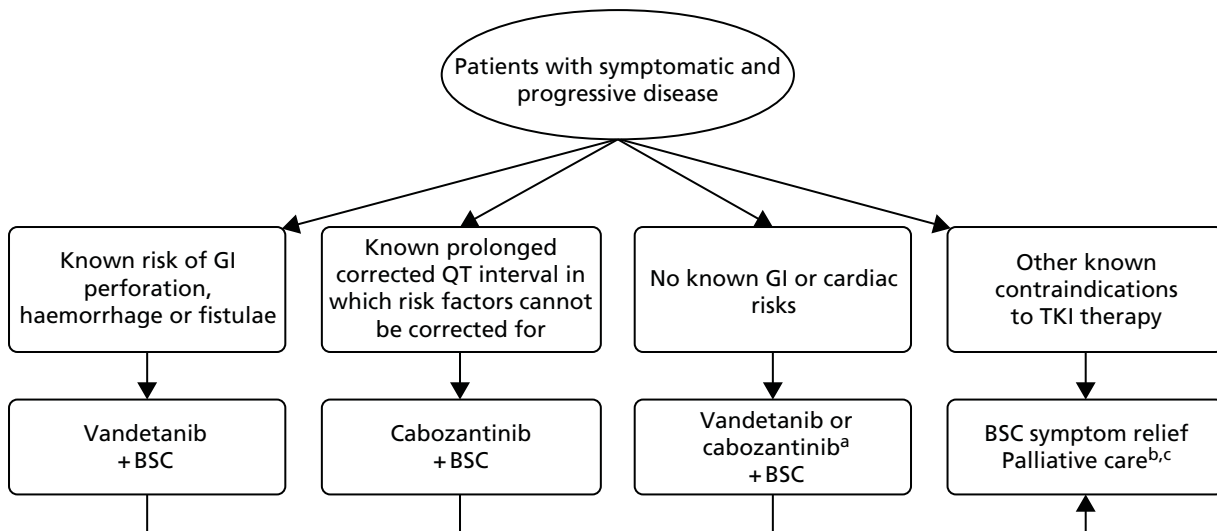 Patients with symptomatic and
progressive disease
Known risk of GI
perforation,
haemorrhage or fistulae
Known prolonged
corrected QT interval in
which risk factors cannot
be corrected for
No known GI or cardiac
risks
Other known
contraindications
to TKI therapy
Vandetanib
+ BSC
Cabozantinib
+ BSC
Vandetanib or
cabozantinibᵃ
+ BSC
BSC symptom relief
Palliative careᵇ,ᶜ